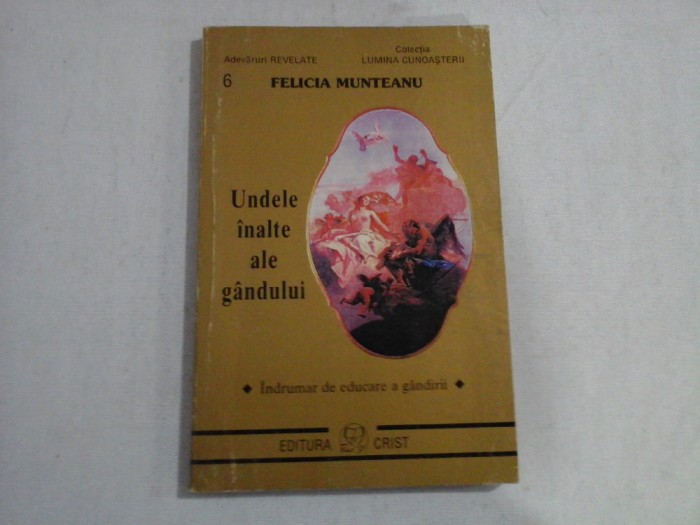 Adevăruri REVELATE
Colecția
LUMINA CUNOAȘTERII
6
FELICIA MUNTEANU
Undele
înalte
ale
gândului
Îndrumar de educare a gândirii
EDITURA CRIST